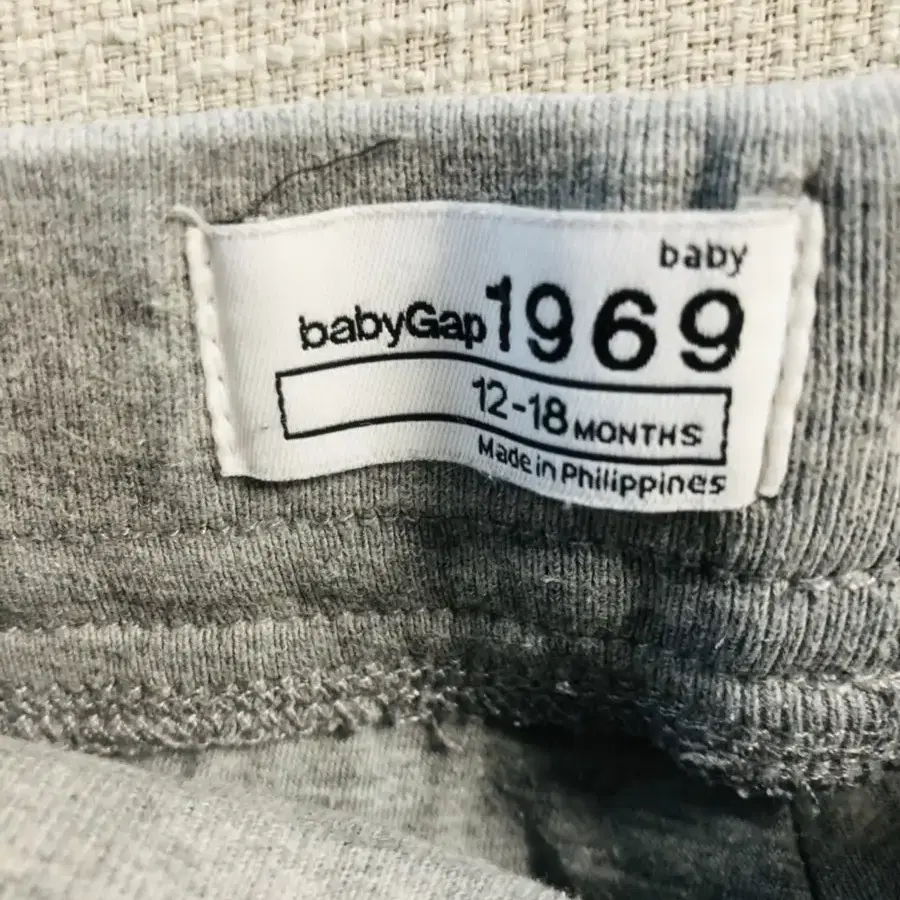 baby
babyGap 1969
12-18 MONTHS
Made in Philippines